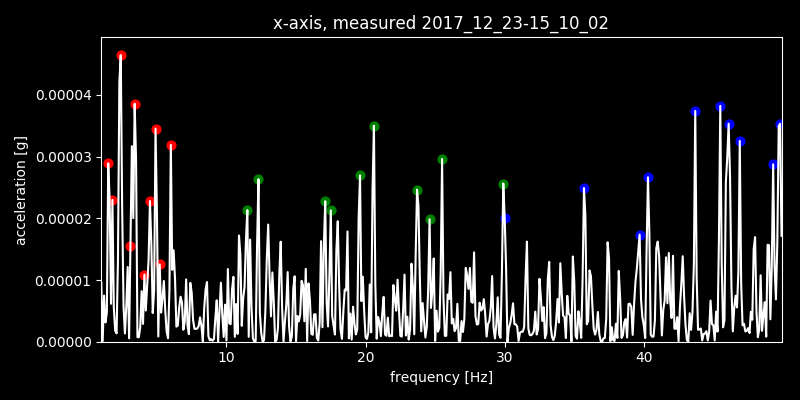 x-axis, measured 2017_12_23-15_10_02
acceleration [g]
0.00004
0.00003
0.00002
0.00001
0.00000
10 20 30 40
frequency [Hz]